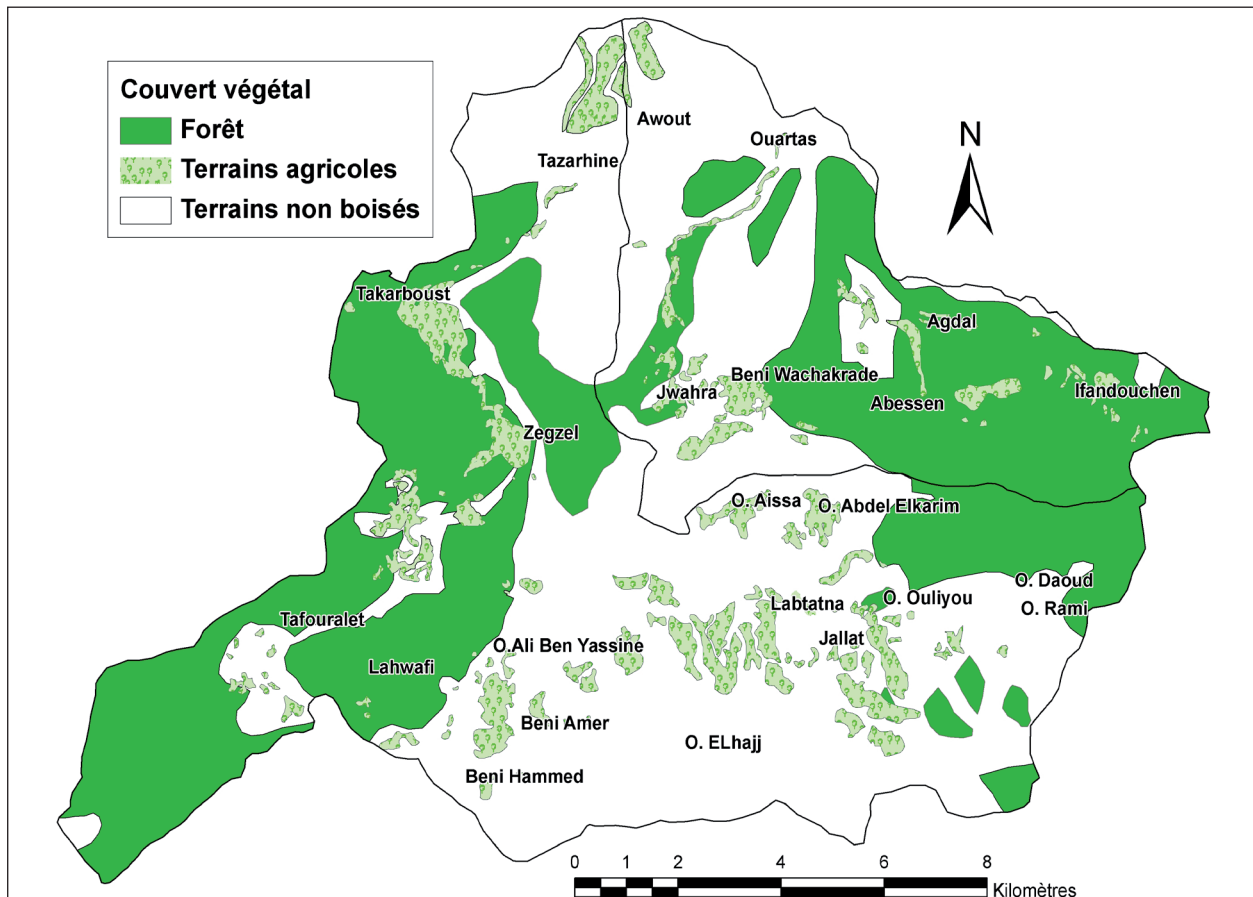 Couvert végétal
Forêt
Terrains agricoles
Terrains non boisés
N
Awout
Ouartas
Tazarhine
Takarboust
Agdal
Beni Wachakrade
Jwahra
Abessen
Ifandouchen
Zegzel
O. Aissa
O. Abdel Elkarim
O. Daoud
O. Ouliyou
O. Rami
Labtatna
Tafouralet
Jallat
O.Ali Ben Yassine
Lahwafi
Beni Amer
O. ELhajj
Beni Hammed
0 1 2 4 6 8
Kilomètres